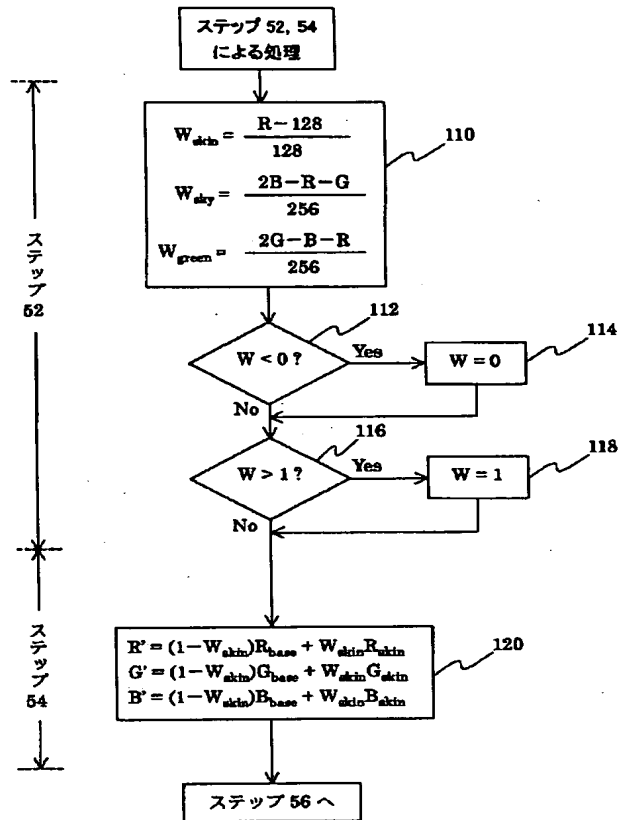 ステップ 52, 54
による処理
W_skin = (R−128)/128
110
W_sky = (2B−R−G)/256
W_green = (2G−B−R)/256
ステップ
52
112
W < 0 ?
Yes
W = 0
114
No
116
W > 1 ?
Yes
W = 1
118
No
ステップ
54
R' = (1−W_skin)R_base + W_skin R_skin
G' = (1−W_skin)G_base + W_skin G_skin
B' = (1−W_skin)B_base + W_skin B_skin
120
ステップ 56 へ